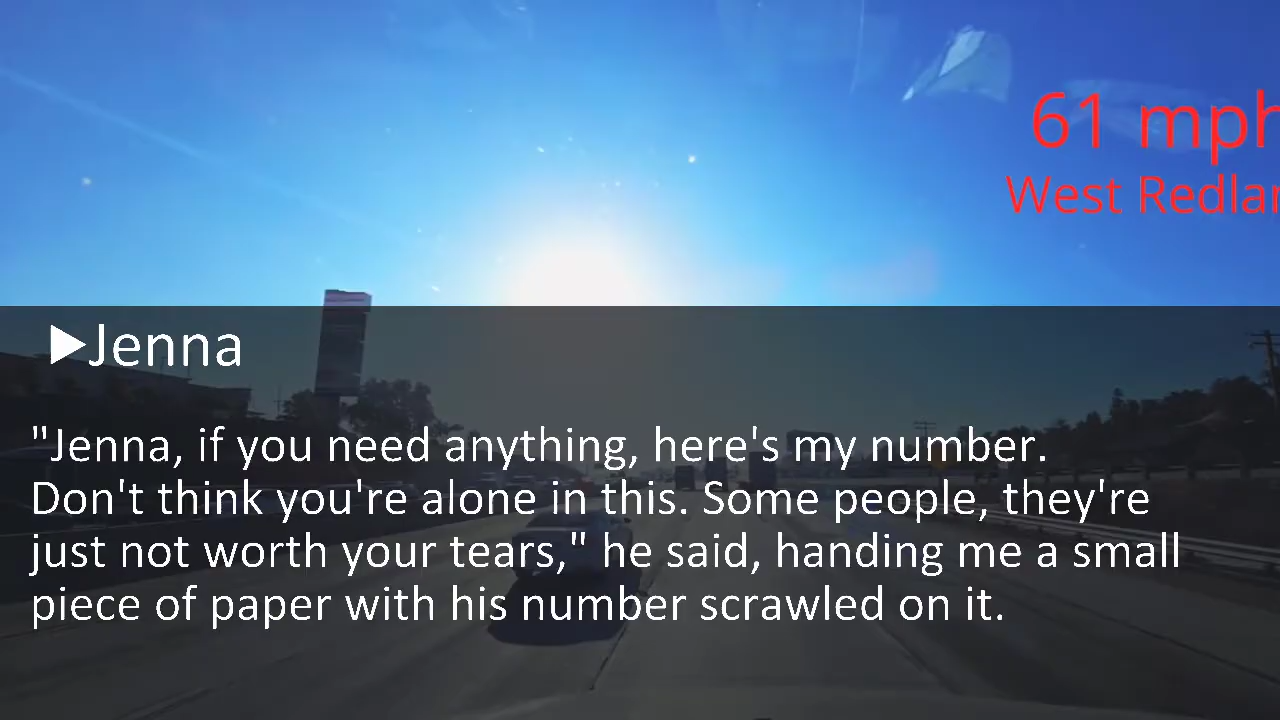 61 mph
West Redlan
▶Jenna
"Jenna, if you need anything, here's my number.
Don't think you're alone in this. Some people, they're
just not worth your tears," he said, handing me a small
piece of paper with his number scrawled on it.